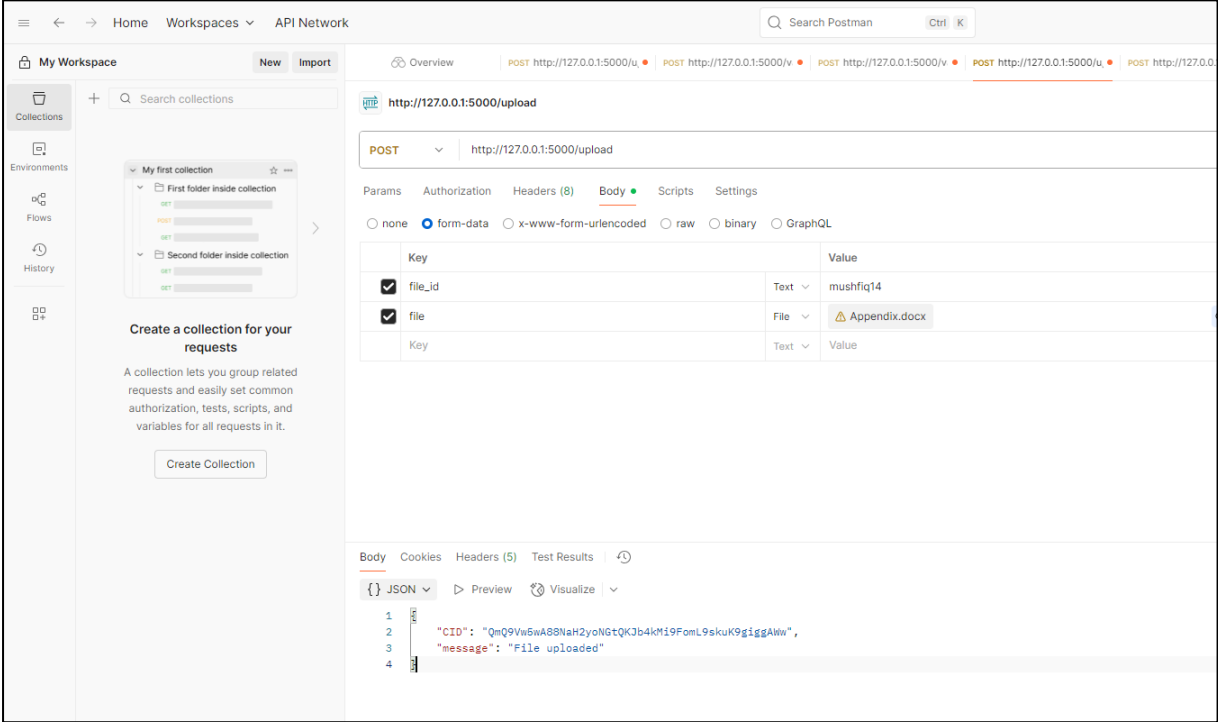 Home Workspaces API Network
Search Postman Ctrl K
My Workspace New Import
Overview POST http://127.0.0.1:5000/u POST http://127.0.0.1:5000/v POST http://127.0.0.1:5000/v POST http://127.0.0.1:5000/u POST http://127.0.0.
Collections
Environments
Flows
History
Search collections
My first collection
First folder inside collection
GET
POST
GET
Second folder inside collection
GET
GET
Create a collection for your
requests
A collection lets you group related
requests and easily set common
authorization, tests, scripts, and
variables for all requests in it.
Create Collection
HTTP http://127.0.0.1:5000/upload
POST http://127.0.0.1:5000/upload
Params Authorization Headers (8) Body Scripts Settings
none form-data x-www-form-urlencoded raw binary GraphQL
Key Value
file_id Text mushfiq14
file File Appendix.docx
Key Text Value
Body Cookies Headers (5) Test Results
{} JSON Preview Visualize
1 {
2 "CID": "QmQ9Vw5wA88NaH2yoNGtQKJb4kMi9FomL9skuK9giggAWw",
3 "message": "File uploaded"
4 }